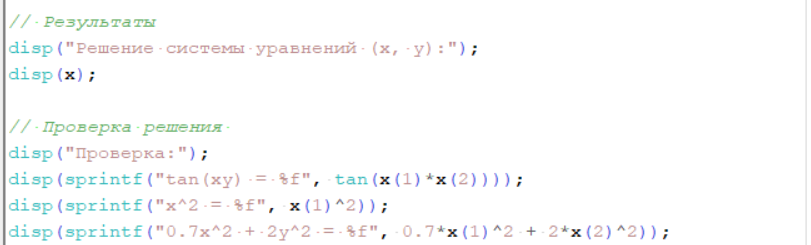 // Результаты
disp("Решение системы уравнений (x, y):");
disp(x);
// Проверка решения
disp("Проверка:");
disp(sprintf("tan(xy) = %f", tan(x(1)*x(2))));
disp(sprintf("x^2 = %f", x(1)^2));
disp(sprintf("0.7x^2 + 2y^2 = %f", 0.7*x(1)^2 + 2*x(2)^2));